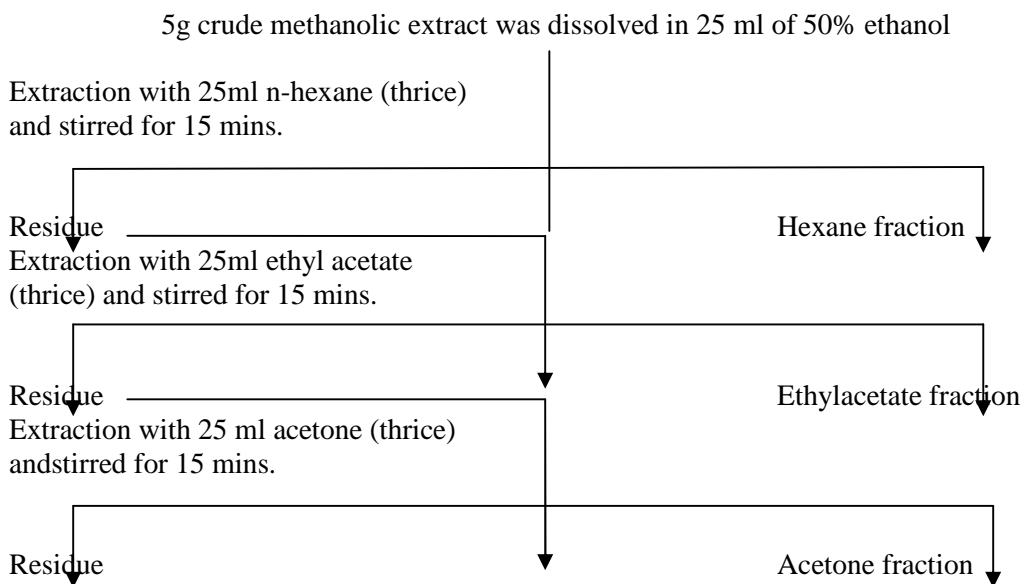 5g crude methanolic extract was dissolved in 25 ml of 50% ethanol
Extraction with 25ml n-hexane (thrice)
and stirred for 15 mins.
Residue
Hexane fraction
Extraction with 25ml ethyl acetate
(thrice) and stirred for 15 mins.
Residue
Ethylacetate fraction
Extraction with 25 ml acetone (thrice)
andstirred for 15 mins.
Residue
Acetone fraction